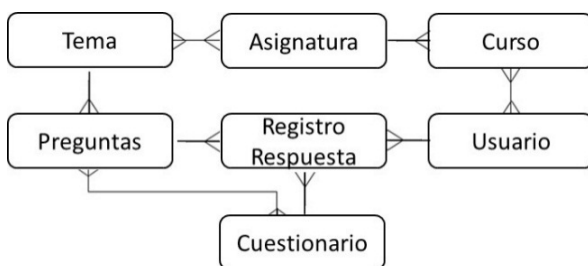 Tema
Asignatura
Curso
Preguntas
Registro
Respuesta
Usuario
Cuestionario